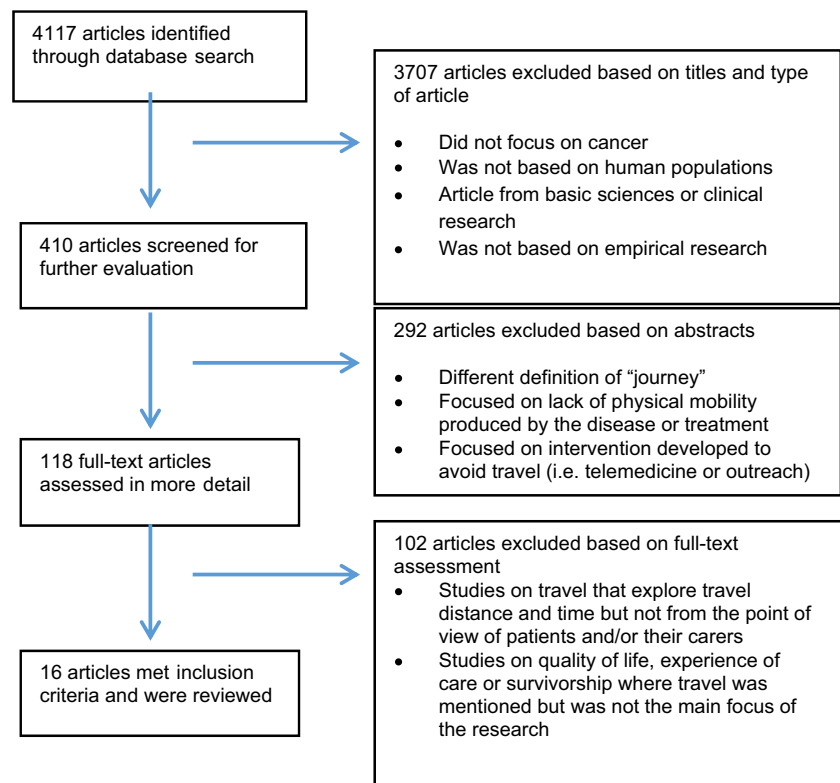 4117 articles identified
through database search
3707 articles excluded based on titles and type
of article
• Did not focus on cancer
• Was not based on human populations
• Article from basic sciences or clinical
research
• Was not based on empirical research
410 articles screened for
further evaluation
292 articles excluded based on abstracts
• Different definition of “journey”
• Focused on lack of physical mobility
produced by the disease or treatment
• Focused on intervention developed to
avoid travel (i.e. telemedicine or outreach)
118 full-text articles
assessed in more detail
102 articles excluded based on full-text
assessment
• Studies on travel that explore travel
distance and time but not from the point of
view of patients and/or their carers
• Studies on quality of life, experience of
care or survivorship where travel was
mentioned but was not the main focus of
the research
16 articles met inclusion
criteria and were reviewed